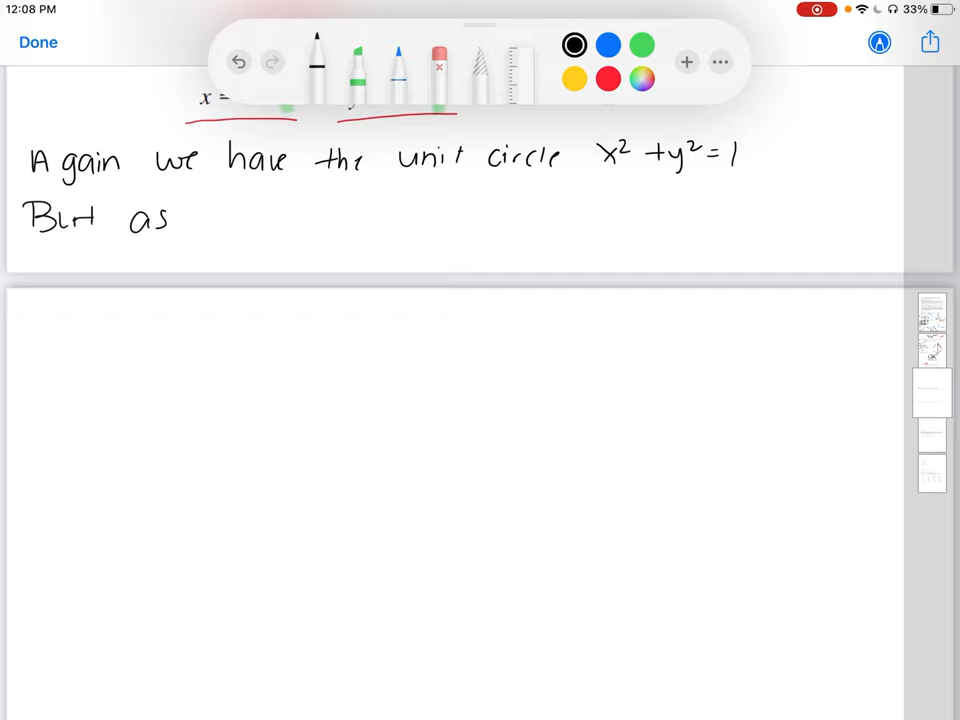 12:08 PM
33%
Done
x =
Again we have the unit circle x² + y² = 1
But as